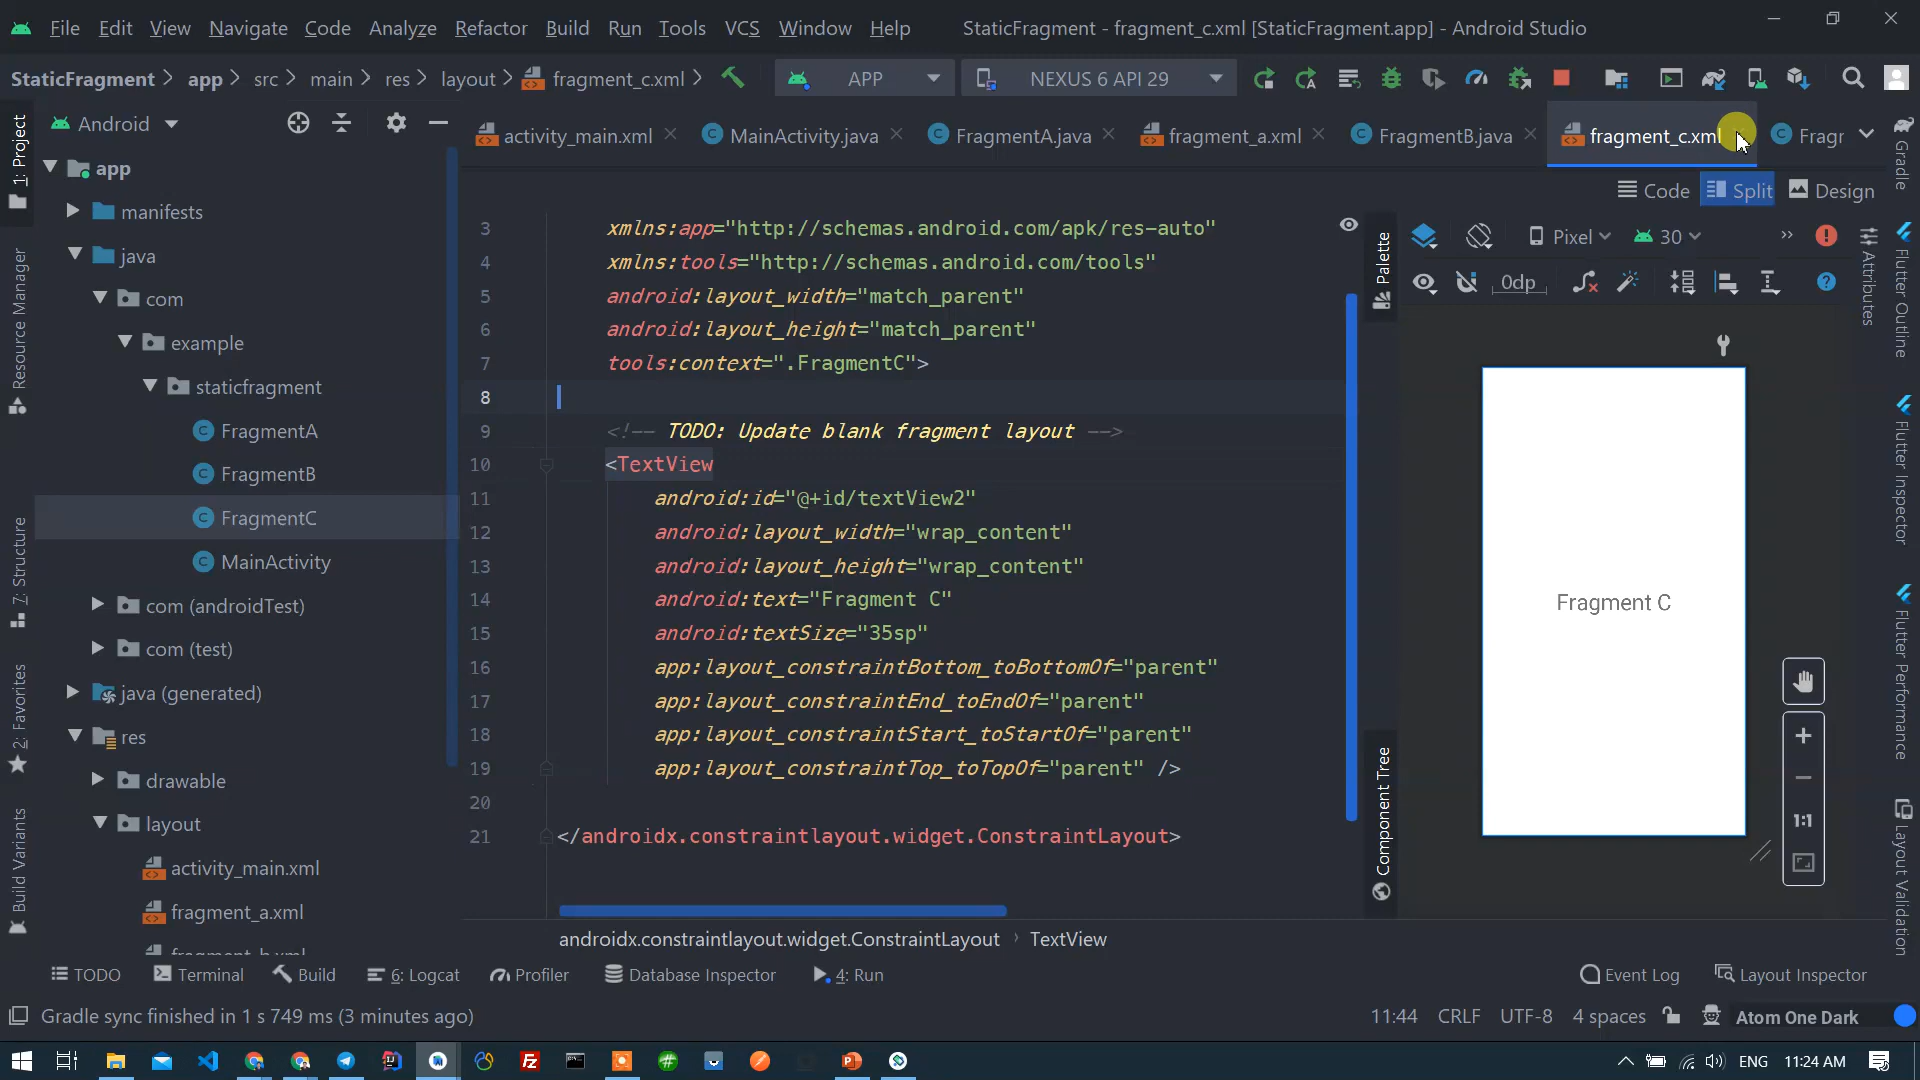 File Edit View Navigate Code Analyze Refactor Build Run Tools VCS Window Help StaticFragment - fragment_c.xml [StaticFragment.app] - Android Studio
StaticFragment app src main res layout fragment_c.xml APP NEXUS 6 API 29
Android activity_main.xml MainActivity.java FragmentA.java fragment_a.xml FragmentB.java fragment_c.xml Fragr
Code Split Design
1: Project
Resource Manager
Z: Structure
2: Favorites
Build Variants
app
manifests
java
com
example
staticfragment
FragmentA
FragmentB
FragmentC
MainActivity
com (androidTest)
com (test)
java (generated)
res
drawable
layout
activity_main.xml
fragment_a.xml
3 xmlns:app="http://schemas.android.com/apk/res-auto"
4 xmlns:tools="http://schemas.android.com/tools"
5 android:layout_width="match_parent"
6 android:layout_height="match_parent"
7 tools:context=".FragmentC">
8
9 <!-- TODO: Update blank fragment layout -->
10 <TextView
11 android:id="@+id/textView2"
12 android:layout_width="wrap_content"
13 android:layout_height="wrap_content"
14 android:text="Fragment C"
15 android:textSize="35sp"
16 app:layout_constraintBottom_toBottomOf="parent"
17 app:layout_constraintEnd_toEndOf="parent"
18 app:layout_constraintStart_toStartOf="parent"
19 app:layout_constraintTop_toTopOf="parent" />
20
21 </androidx.constraintlayout.widget.ConstraintLayout>
androidx.constraintlayout.widget.ConstraintLayout TextView
Palette
Component Tree
Pixel 30
0dp
Fragment C
1:1
Attributes
Gradle
Flutter Outline
Flutter Inspector
Flutter Performance
Layout Validation
TODO Terminal Build 6: Logcat Profiler Database Inspector 4: Run Event Log Layout Inspector
Gradle sync finished in 1 s 749 ms (3 minutes ago) 11:44 CRLF UTF-8 4 spaces Atom One Dark
ENG 11:24 AM